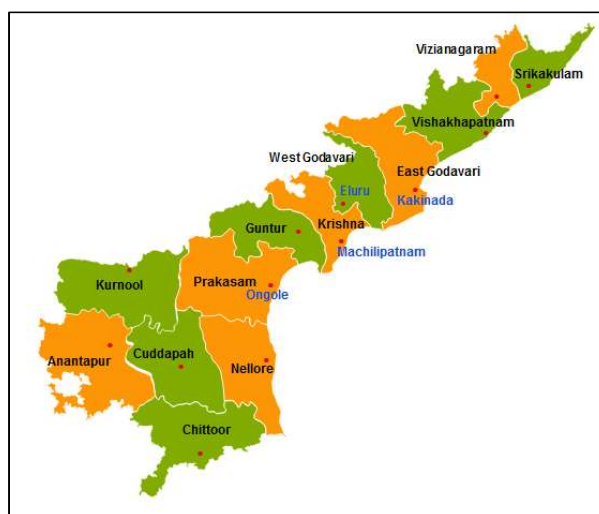 Vizianagaram
Srikakulam
Vishakhapatnam
West Godavari
East Godavari
Eluru
Kakinada
Krishna
Guntur
Machilipatnam
Prakasam
Kurnool
Ongole
Cuddapah
Anantapur
Nellore
Chittoor